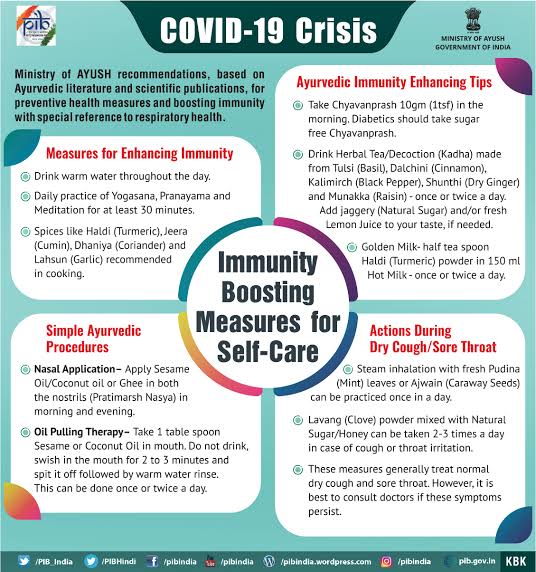 pib
COVID-19 Crisis
MINISTRY OF AYUSH
GOVERNMENT OF INDIA
Ministry of AYUSH recommendations, based on
Ayurvedic literature and scientific publications, for
preventive health measures and boosting immunity
with special reference to respiratory health.
Measures for Enhancing Immunity
Drink warm water throughout the day.
Daily practice of Yogasana, Pranayama and
Meditation for at least 30 minutes.
Spices like Haldi (Turmeric), Jeera
(Cumin), Dhaniya (Coriander) and
Lahsun (Garlic) recommended
in cooking.
Ayurvedic Immunity Enhancing Tips
Take Chyavanprash 10gm (1tsf) in the
morning. Diabetics should take sugar
free Chyavanprash.
Drink Herbal Tea/Decoction (Kadha) made
from Tulsi (Basil), Dalchini (Cinnamon),
Kalimirch (Black Pepper), Shunthi (Dry Ginger)
and Munakka (Raisin) - once or twice a day.
Add jaggery (Natural Sugar) and/or fresh
Lemon Juice to your taste, if needed.
Golden Milk- half tea spoon
Haldi (Turmeric) powder in 150 ml
Hot Milk - once or twice a day.
Immunity
Boosting
Measures for
Self-Care
Simple Ayurvedic
Procedures
Nasal Application– Apply Sesame
Oil/Coconut oil or Ghee in both
the nostrils (Pratimarsh Nasya) in
morning and evening.
Oil Pulling Therapy– Take 1 table spoon
Sesame or Coconut Oil in mouth. Do not drink,
swish in the mouth for 2 to 3 minutes and
spit it off followed by warm water rinse.
This can be done once or twice a day.
Actions During
Dry Cough/Sore Throat
Steam inhalation with fresh Pudina
(Mint) leaves or Ajwain (Caraway Seeds)
can be practiced once in a day.
Lavang (Clove) powder mixed with Natural
Sugar/Honey can be taken 2-3 times a day
in case of cough or throat irritation.
These measures generally treat normal
dry cough and sore throat. However, it is
best to consult doctors if these symptoms
persist.
/PIB_India /PIBHindi /pibindia /pibindia /pibindia.wordpress.com /pibindia pib.gov.in KBK